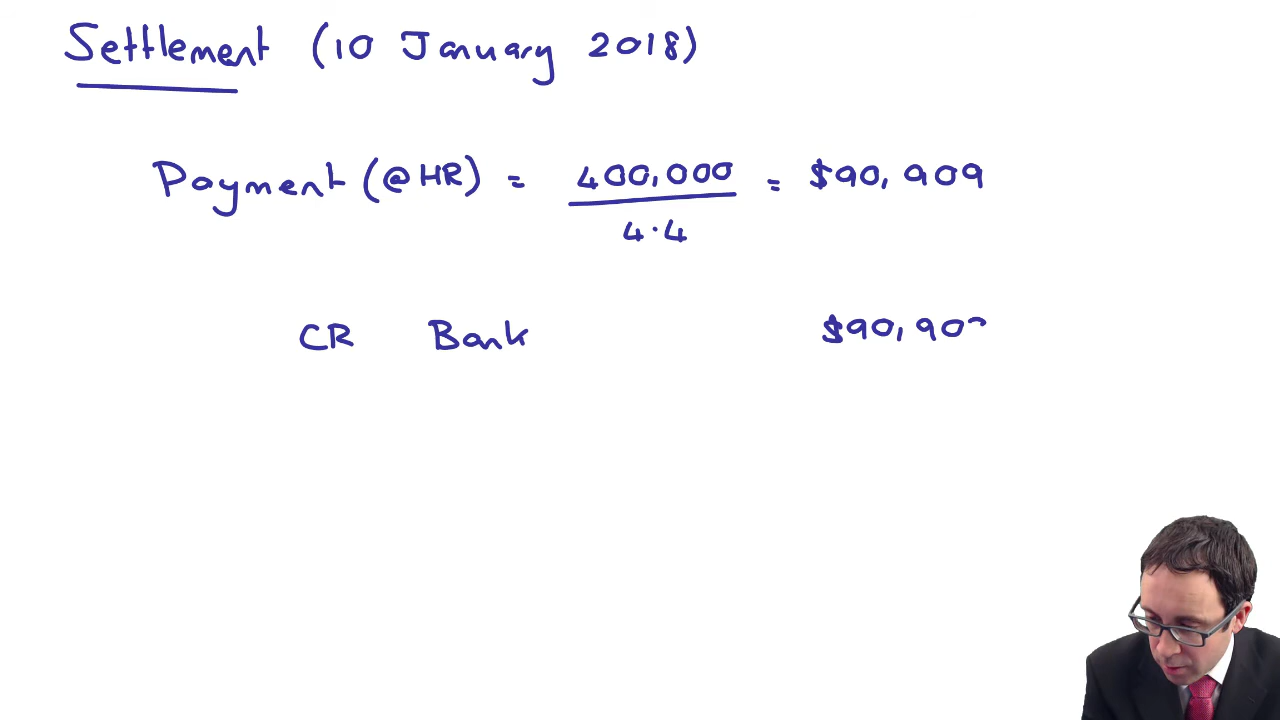 Settlement (10 January 2018)
Payment (@ HR) = 400,000 = $90,909
4.4
CR Bank $90,90